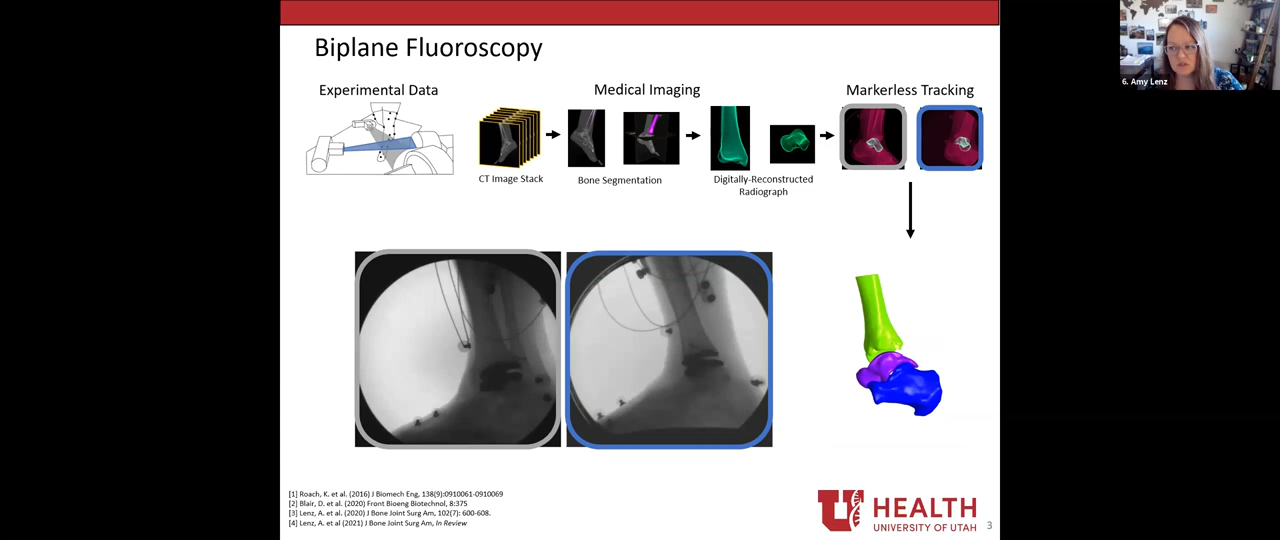 Biplane Fluoroscopy
6. Amy Lenz
Experimental Data
Medical Imaging
Markerless Tracking
CT Image Stack
Bone Segmentation
Digitally-Reconstructed
Radiograph
[1] Roach, K. et al. (2016) J Biomech Eng, 138(9):0910061-0910069
[2] Blair, D. et al. (2020) Front Bioeng Biotechnol, 8:375
[3] Lenz, A. et al. (2020) J Bone Joint Surg Am, 102(7): 600-608.
[4] Lenz, A. et al (2021) J Bone Joint Surg Am, In Review
U HEALTH
UNIVERSITY OF UTAH
3